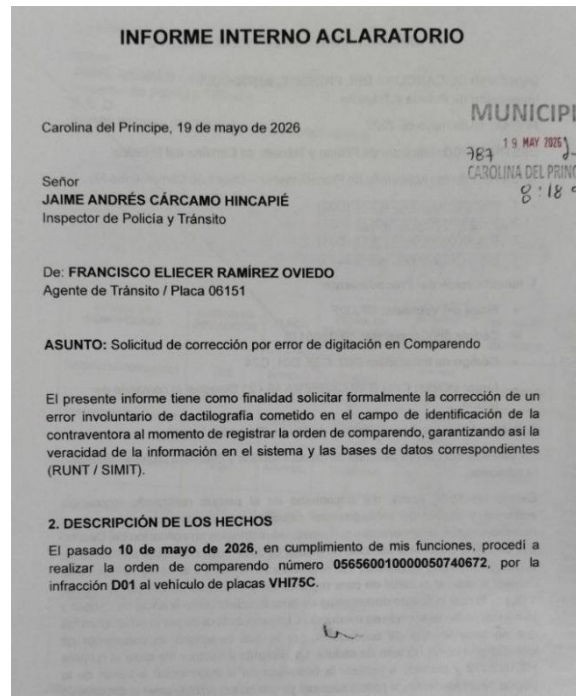 INFORME INTERNO ACLARATORIO
MUNICIPI
19 MAY 2026
787
CAROLINA DEL PRINC
8:18
Carolina del Príncipe, 19 de mayo de 2026
Señor
JAIME ANDRÉS CÁRCAMO HINCAPIÉ
Inspector de Policía y Tránsito
De: FRANCISCO ELIECER RAMÍREZ OVIEDO
Agente de Tránsito / Placa 06151
ASUNTO: Solicitud de corrección por error de digitación en Comparendo
El presente informe tiene como finalidad solicitar formalmente la corrección de un
error involuntario de dactilografía cometido en el campo de identificación de la
contraventora al momento de registrar la orden de comparendo, garantizando así la
veracidad de la información en el sistema y las bases de datos correspondientes
(RUNT / SIMIT).
2. DESCRIPCIÓN DE LOS HECHOS
El pasado 10 de mayo de 2026, en cumplimiento de mis funciones, procedí a
realizar la orden de comparendo número 056560010000050740672, por la
infracción D01 al vehículo de placas VHI75C.